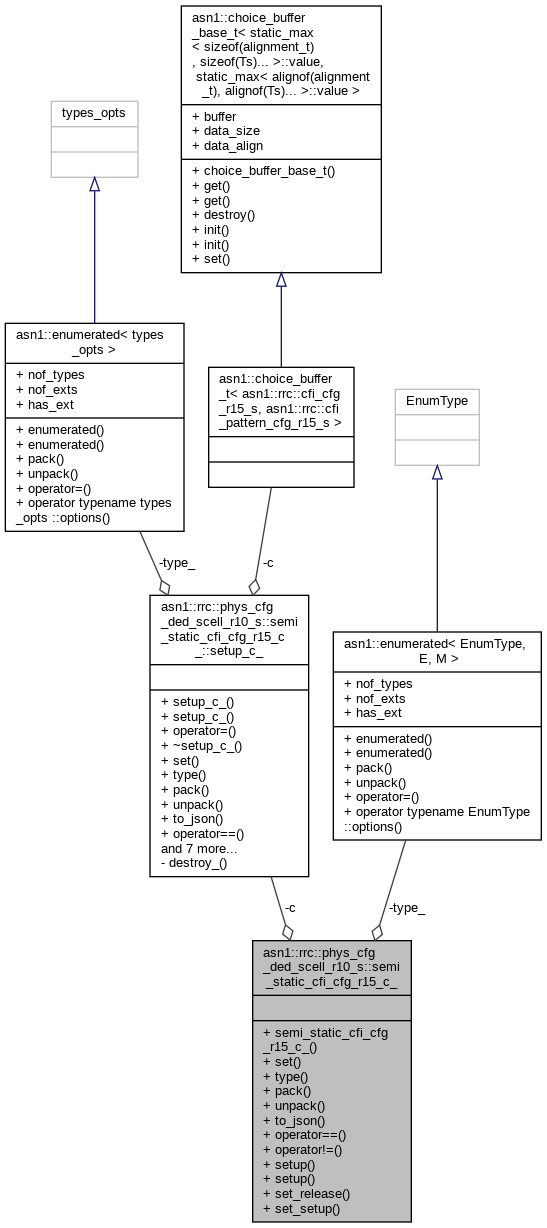 asn1::choice_buffer
_base_t< static_max
< sizeof(alignment_t)
, sizeof(Ts)... >::value,
static_max< alignof(alignment
_t), alignof(Ts)... >::value >
+ buffer
+ data_size
+ data_align
+ choice_buffer_base_t()
+ get()
+ get()
+ destroy()
+ init()
+ init()
+ set()
types_opts
asn1::enumerated< types
_opts >
+ nof_types
+ nof_exts
+ has_ext
+ enumerated()
+ enumerated()
+ pack()
+ unpack()
+ operator=()
+ operator typename types
_opts ::options()
asn1::choice_buffer
_t< asn1::rrc::cfi_cfg
_r15_s, asn1::rrc::cfi
_pattern_cfg_r15_s >
EnumType
-type_
-c
asn1::rrc::phys_cfg
_ded_scell_r10_s::semi
_static_cfi_cfg_r15_c
_::setup_c_
+ setup_c_()
+ setup_c_()
+ operator=()
+ ~setup_c_()
+ set()
+ type()
+ pack()
+ unpack()
+ to_json()
+ operator==()
and 7 more...
- destroy_()
asn1::enumerated< EnumType,
E, M >
+ nof_types
+ nof_exts
+ has_ext
+ enumerated()
+ enumerated()
+ pack()
+ unpack()
+ operator=()
+ operator typename EnumType
::options()
-c
-type_
asn1::rrc::phys_cfg
_ded_scell_r10_s::semi
_static_cfi_cfg_r15_c_
+ semi_static_cfi_cfg
_r15_c_()
+ set()
+ type()
+ pack()
+ unpack()
+ to_json()
+ operator==()
+ operator!=()
+ setup()
+ setup()
+ set_release()
+ set_setup()